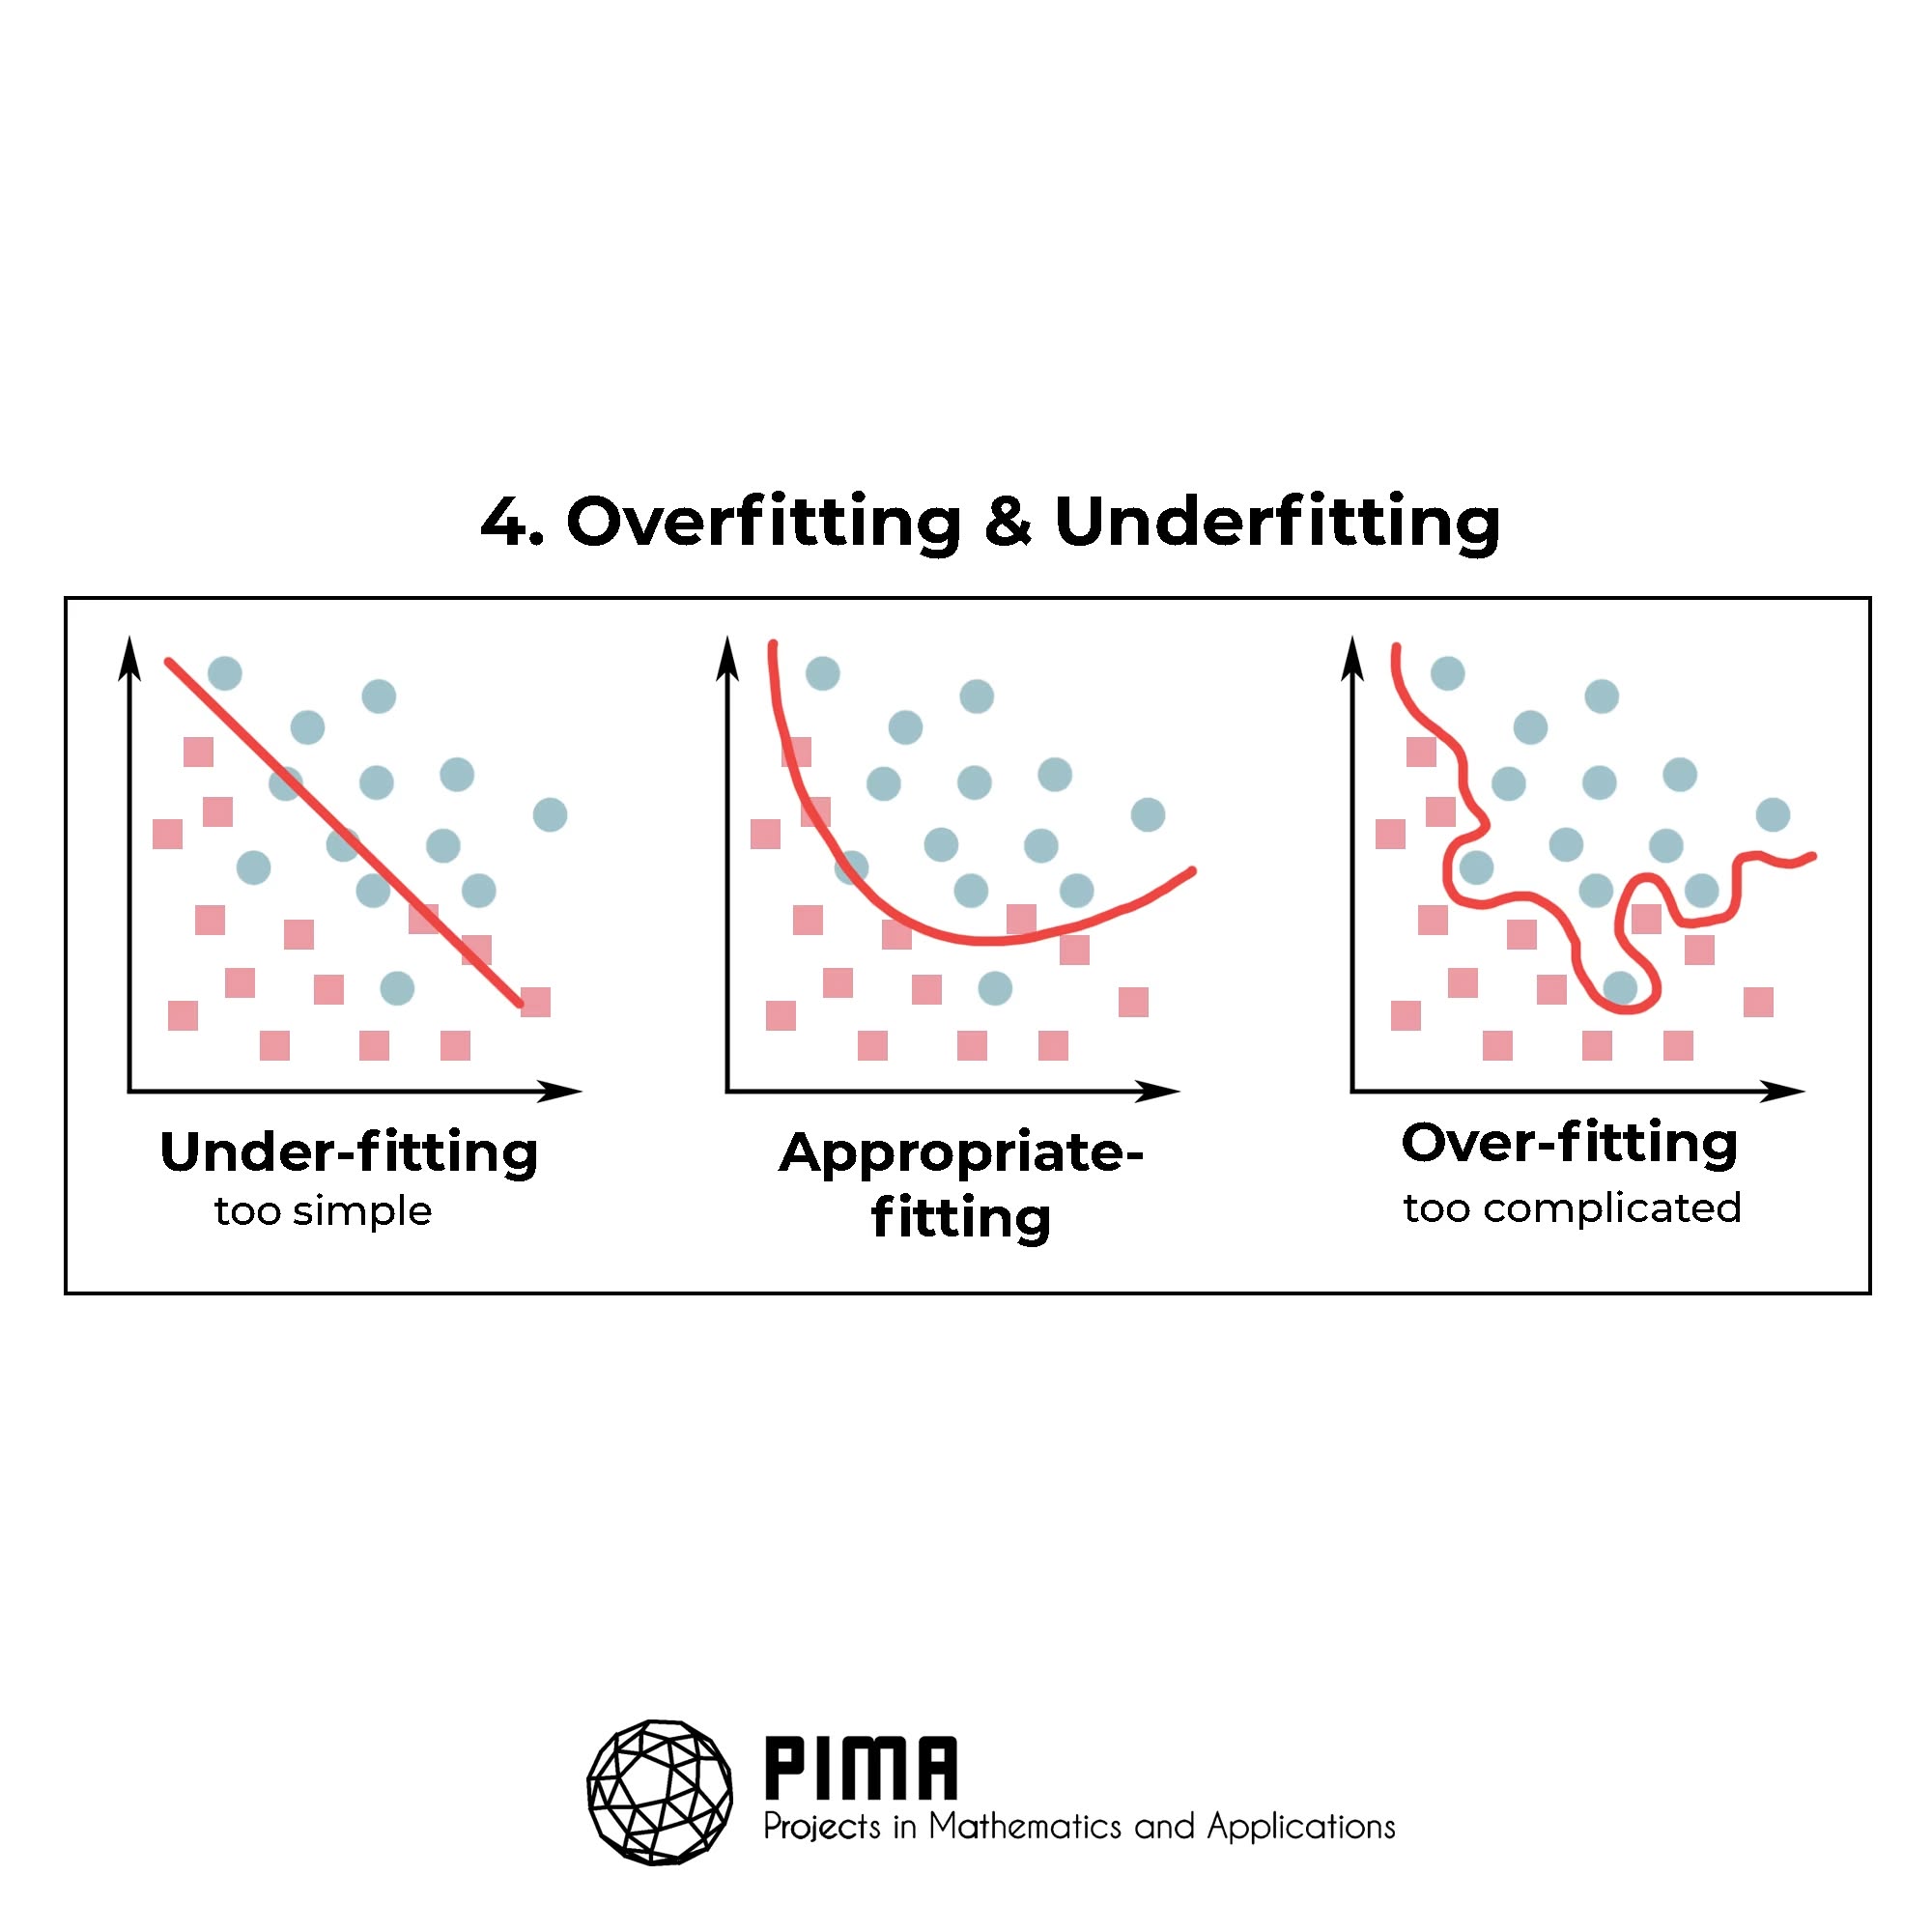 4. Overfitting & Underfitting
Under-fitting
too simple
Appropriate-
fitting
Over-fitting
too complicated
PIMA
Projects in Mathematics and Applications